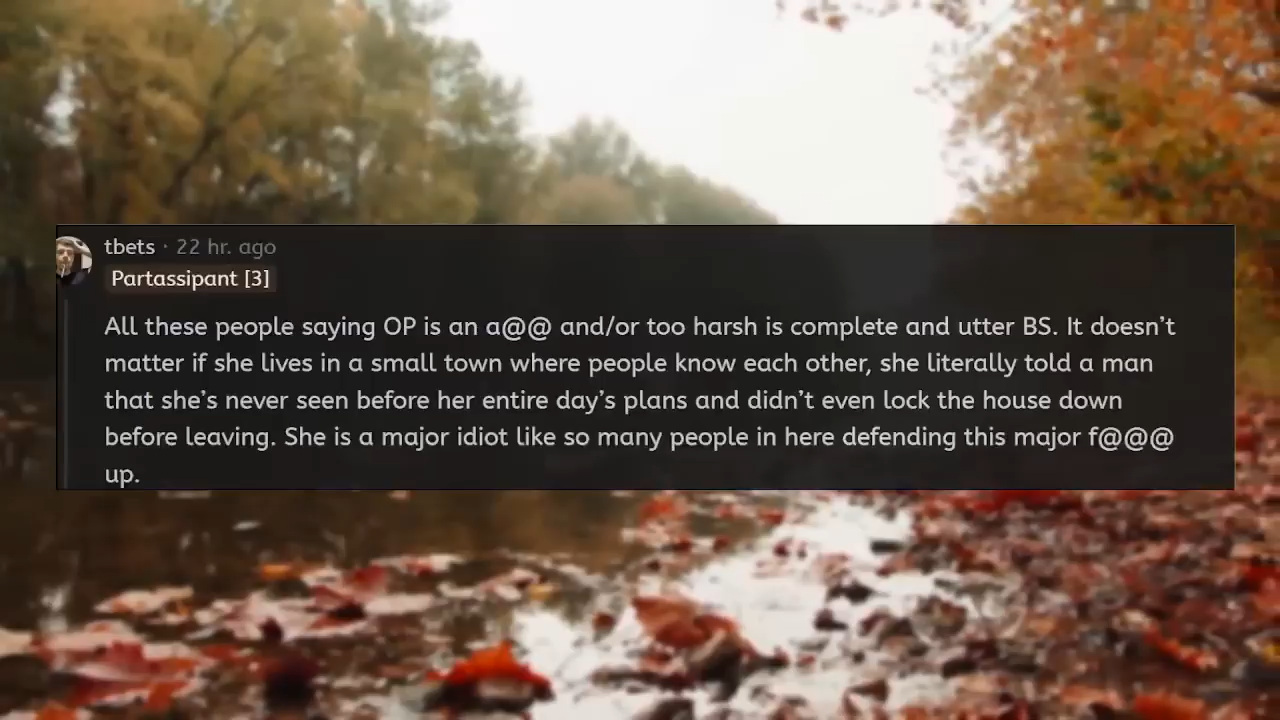 tbets · 22 hr. ago
Partassipant [3]
All these people saying OP is an a@@ and/or too harsh is complete and utter BS. It doesn’t
matter if she lives in a small town where people know each other, she literally told a man
that she’s never seen before her entire day’s plans and didn’t even lock the house down
before leaving. She is a major idiot like so many people in here defending this major f@@@
up.